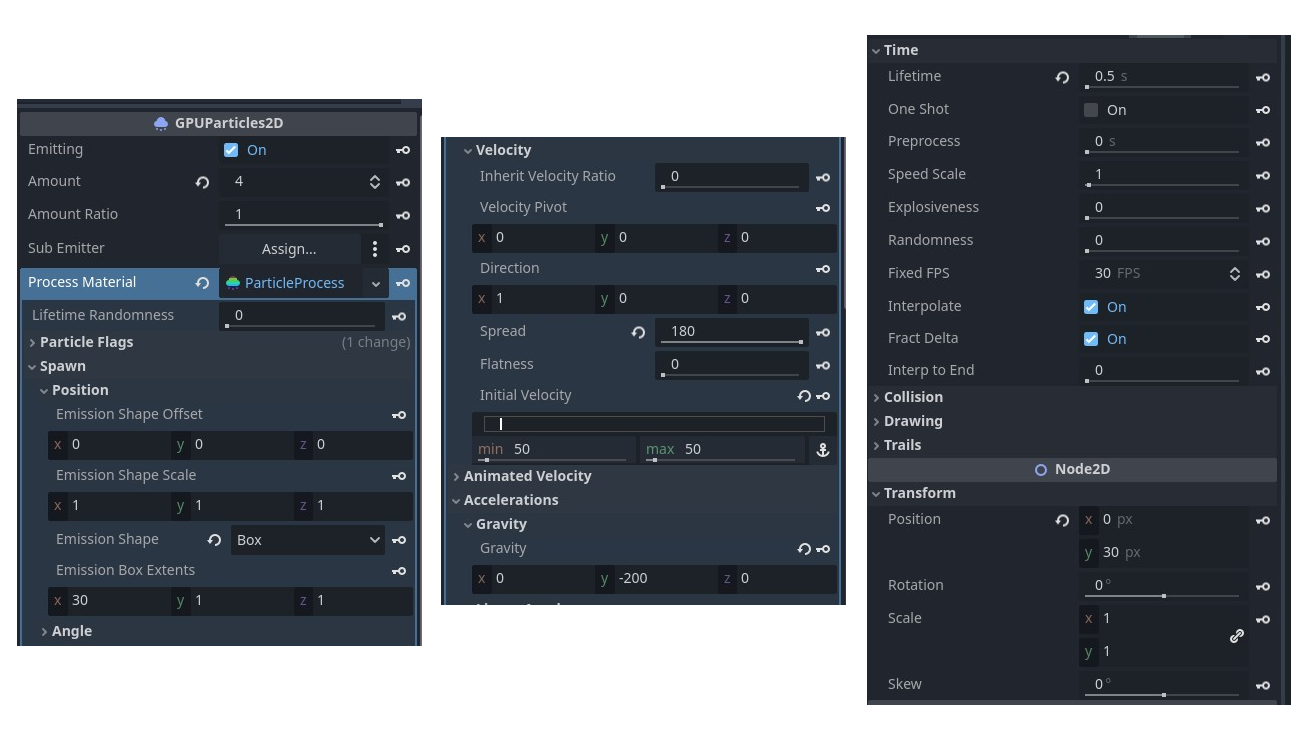 GPUParticles2D
Emitting On
Amount 4
Amount Ratio 1
Sub Emitter Assign...
Process Material ParticleProcess
Lifetime Randomness 0
Particle Flags (1 change)
Spawn
Position
Emission Shape Offset
x 0 y 0 z 0
Emission Shape Scale
x 1 y 1 z 1
Emission Shape Box
Emission Box Extents
x 30 y 1 z 1
Angle
Velocity
Inherit Velocity Ratio 0
Velocity Pivot
x 0 y 0 z 0
Direction
x 1 y 0 z 0
Spread 180
Flatness 0
Initial Velocity
min 50 max 50
Animated Velocity
Accelerations
Gravity
Gravity
x 0 y -200 z 0
Time
Lifetime 0.5 s
One Shot On
Preprocess 0 s
Speed Scale 1
Explosiveness 0
Randomness 0
Fixed FPS 30 FPS
Interpolate On
Fract Delta On
Interp to End 0
Collision
Drawing
Trails
Node2D
Transform
Position x 0 px
y 30 px
Rotation 0 °
Scale x 1
y 1
Skew 0 °